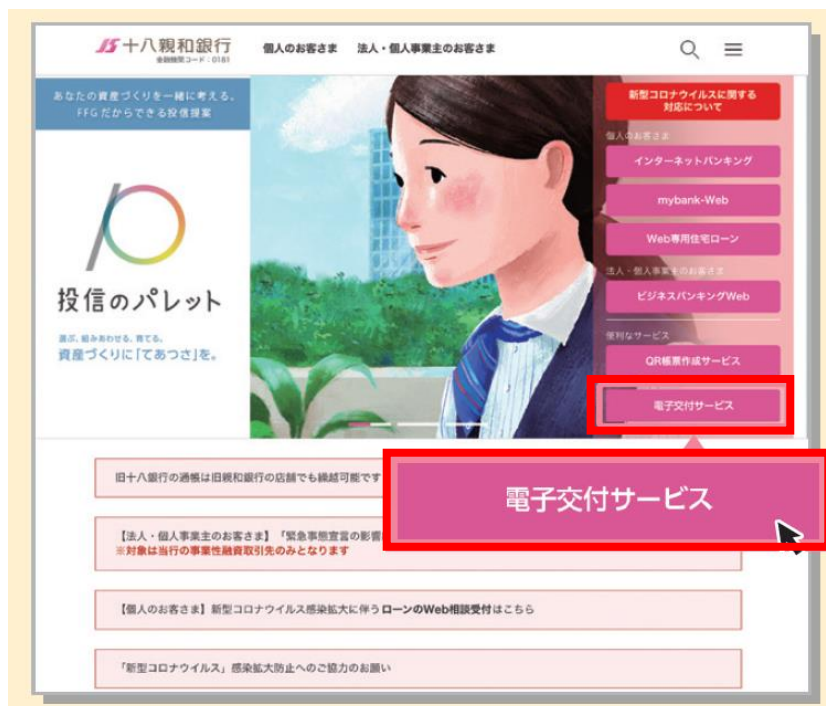 十八親和銀行
金融機関コード:0181
個人のお客さま 法人・個人事業主のお客さま
あなたの資産づくりを一緒に考える。
FFGだからできる投信提案
投信のパレット
選ぶ、組みあわせる、育てる。
資産づくりに「てあつさ」を。
新型コロナウイルスに関する
対応について
個人のお客さま
インターネットバンキング
mybank-Web
Web専用住宅ローン
法人・個人事業主のお客さま
ビジネスバンキングWeb
便利なサービス
QR帳票作成サービス
電子交付サービス
電子交付サービス
旧十八銀行の通帳は旧親和銀行の店舗でも繰越可能です
【法人・個人事業主のお客さま】「緊急事態宣言の影響
※対象は当行の事業性融資取引先のみとなります
【個人のお客さま】新型コロナウイルス感染拡大に伴うローンのWeb相談受付はこちら
「新型コロナウイルス」感染拡大防止へのご協力のお願い